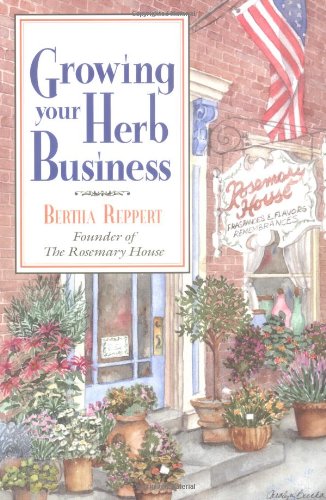 Growing
your Herb
Business
BERTHA REPPERT
Founder of
The Rosemary House
Rosemary
House
FRAGRANCES & FLAVORS
REMEMBRANCES